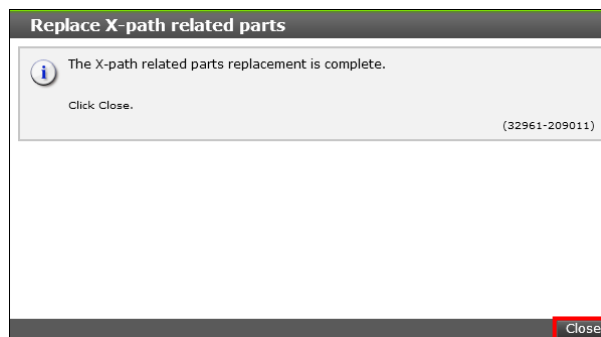 Replace X-path related parts
The X-path related parts replacement is complete.
Click Close.
(32961-209011)
Close